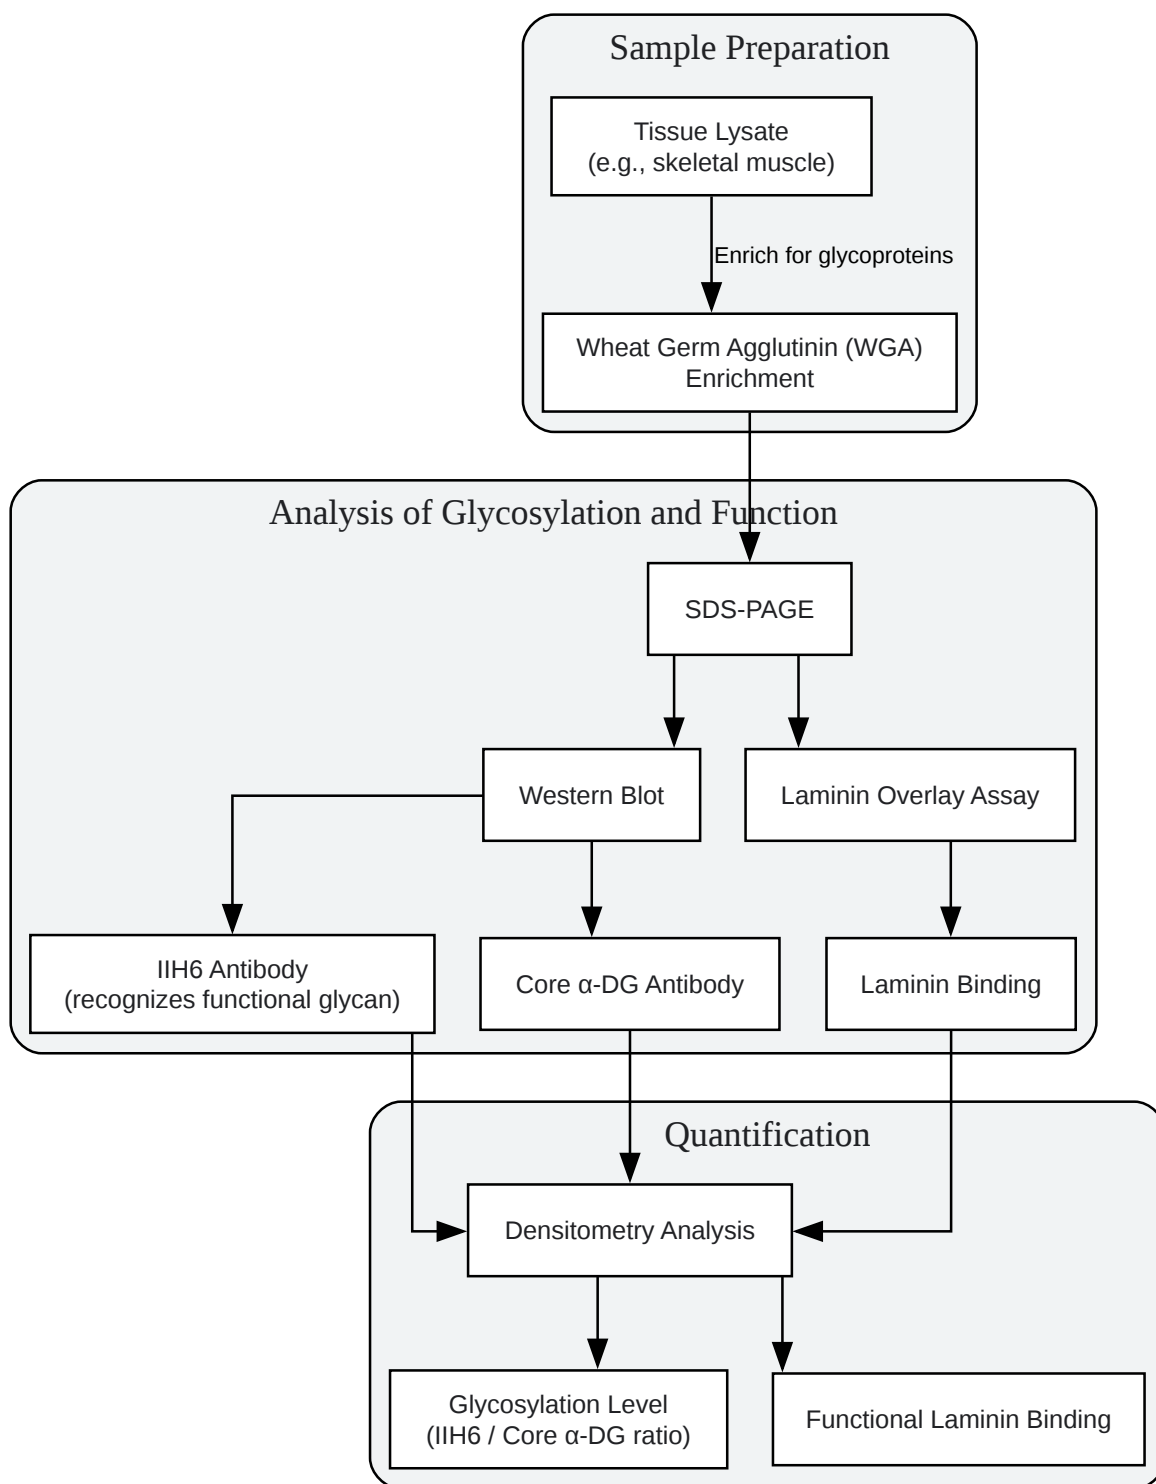 Sample Preparation
Tissue Lysate
(e.g., skeletal muscle)
Enrich for glycoproteins
Wheat Germ Agglutinin (WGA)
Enrichment
Analysis of Glycosylation and Function
SDS-PAGE
Western Blot
Laminin Overlay Assay
IIH6 Antibody
(recognizes functional glycan)
Core α-DG Antibody
Laminin Binding
Quantification
Densitometry Analysis
Glycosylation Level
(IIH6 / Core α-DG ratio)
Functional Laminin Binding